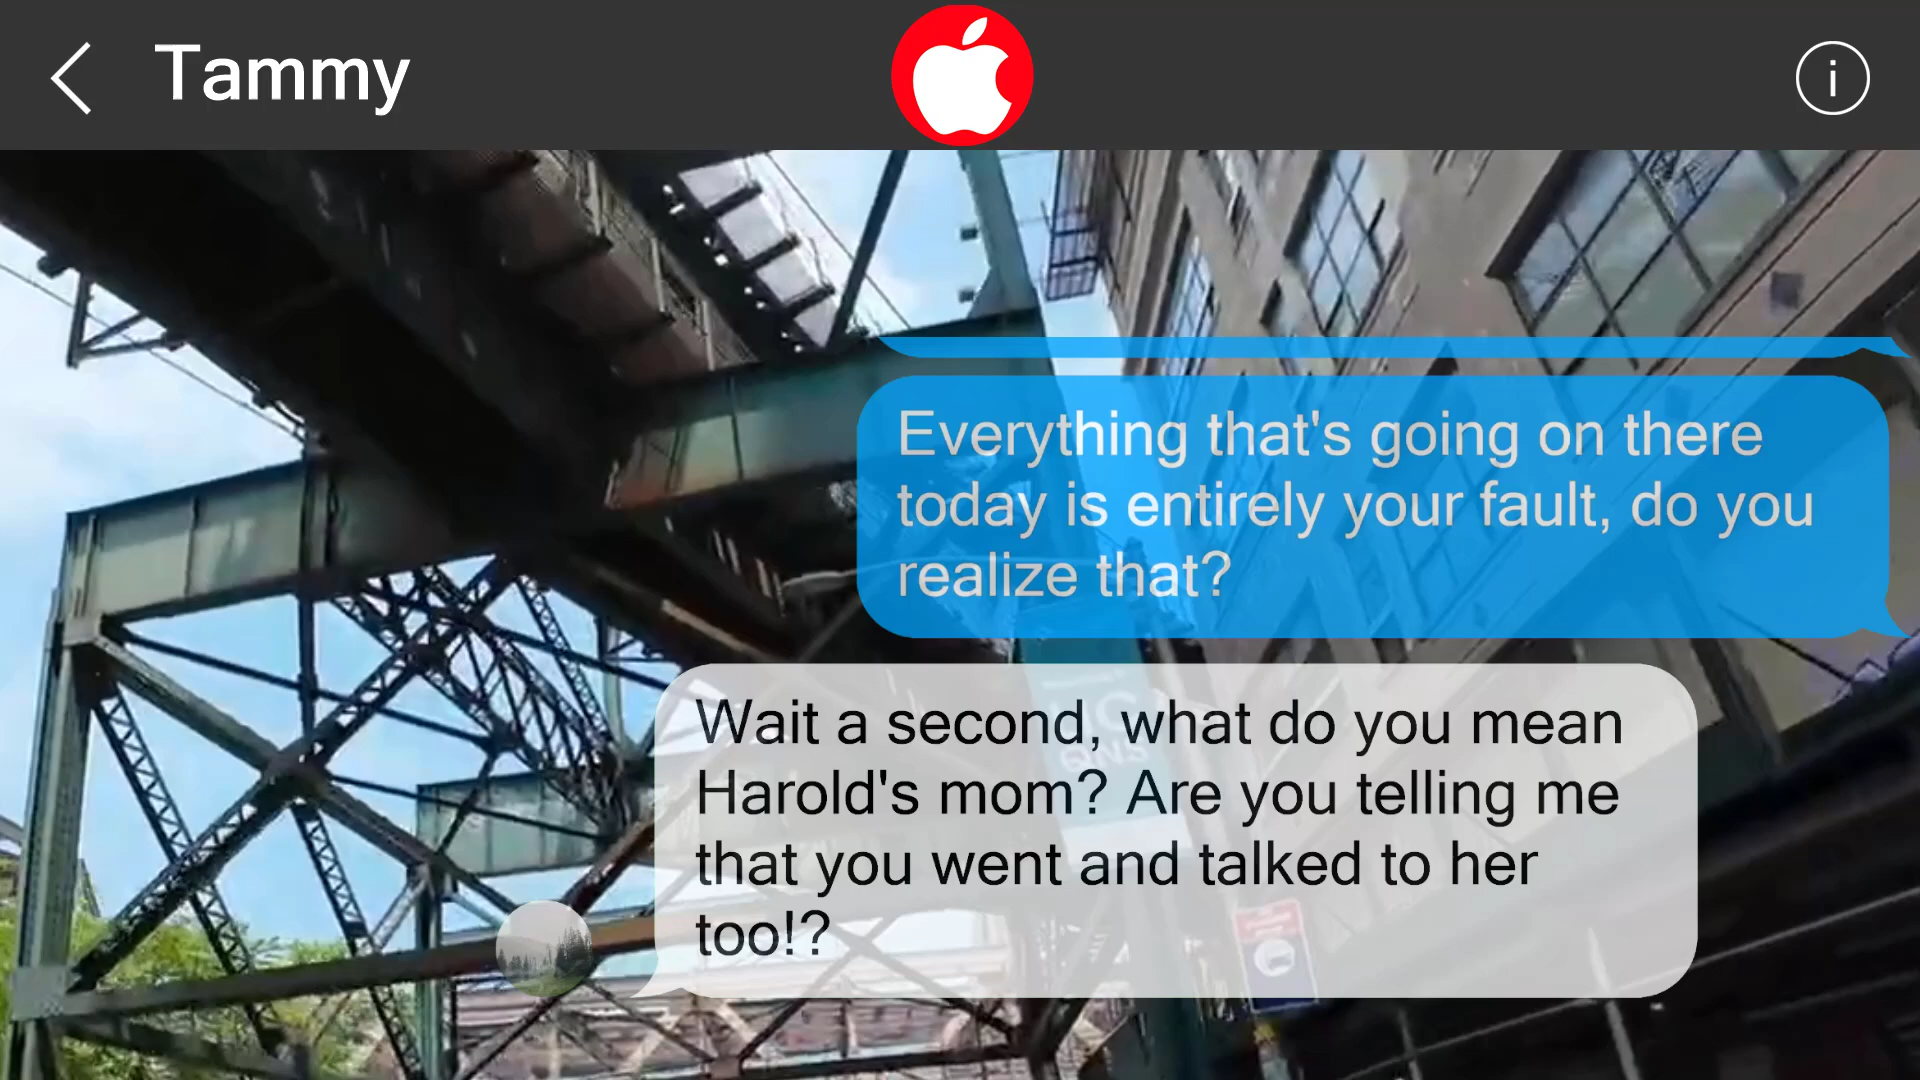 Tammy
Everything that's going on there
today is entirely your fault, do you
realize that?
Wait a second, what do you mean
Harold's mom? Are you telling me
that you went and talked to her
too!?
QNS